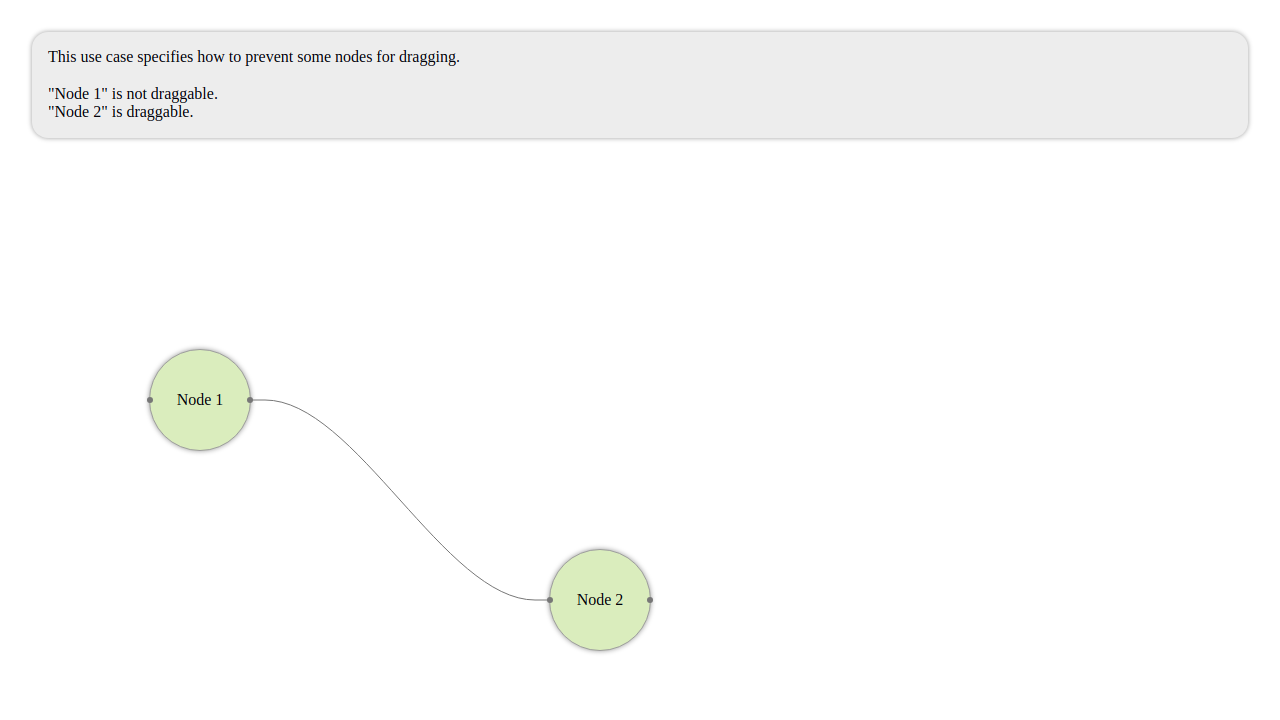 This use case specifies how to prevent some nodes for dragging.
"Node 1" is not draggable.
"Node 2" is draggable.
Node 1
Node 2